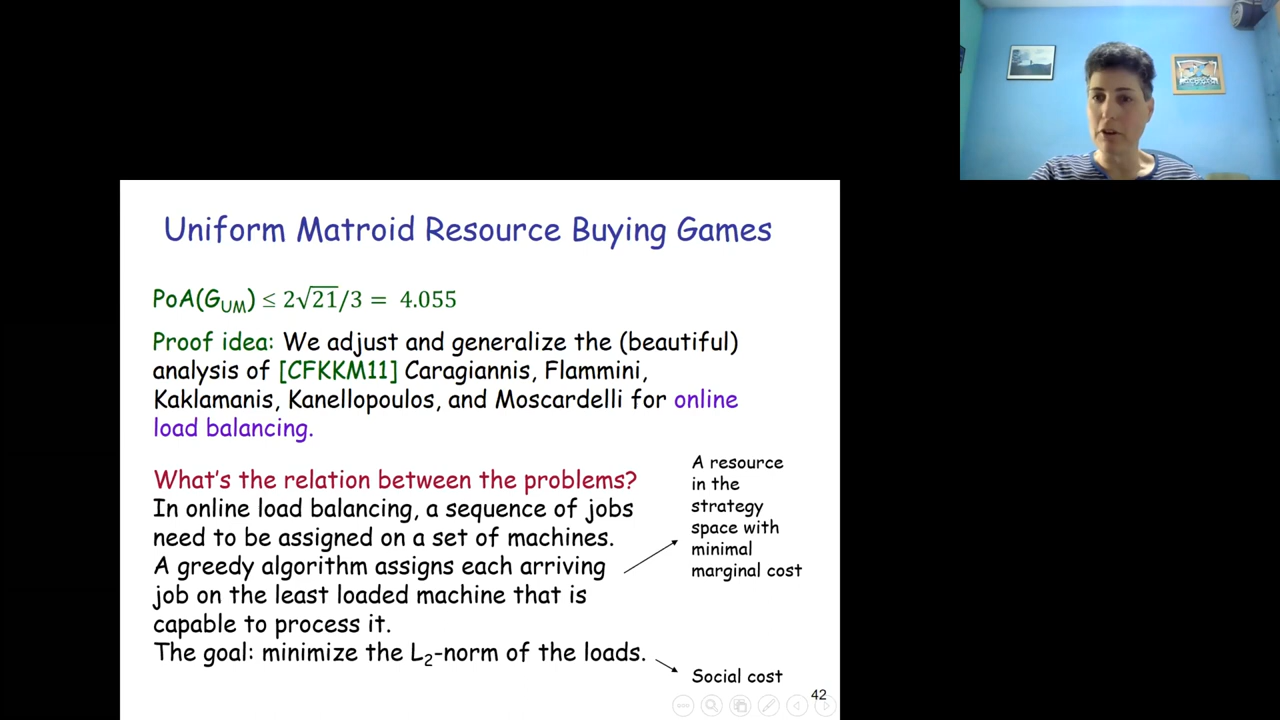 Uniform Matroid Resource Buying Games
PoA(G_UM) ≤ 2√21/3 = 4.055
Proof idea: We adjust and generalize the (beautiful)
analysis of [CFKKM11] Caragiannis, Flammini,
Kaklamanis, Kanellopoulos, and Moscardelli for online
load balancing.
What's the relation between the problems?
In online load balancing, a sequence of jobs
need to be assigned on a set of machines.
A greedy algorithm assigns each arriving
job on the least loaded machine that is
capable to process it.
The goal: minimize the L₂-norm of the loads.
A resource
in the
strategy
space with
minimal
marginal cost
Social cost
42